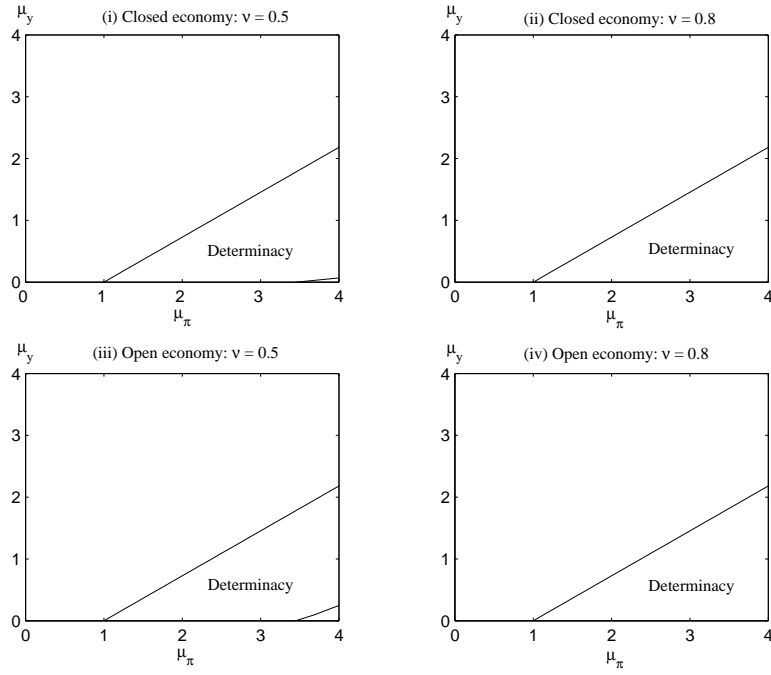 μy
(i) Closed economy: ν = 0.5
4
3
2
1
0
Determinacy
0 1 2 3 4
μπ
μy
(ii) Closed economy: ν = 0.8
4
3
2
1
0
Determinacy
0 1 2 3 4
μπ
μy
(iii) Open economy: ν = 0.5
4
3
2
1
0
Determinacy
0 1 2 3 4
μπ
μy
(iv) Open economy: ν = 0.8
4
3
2
1
0
Determinacy
0 1 2 3 4
μπ